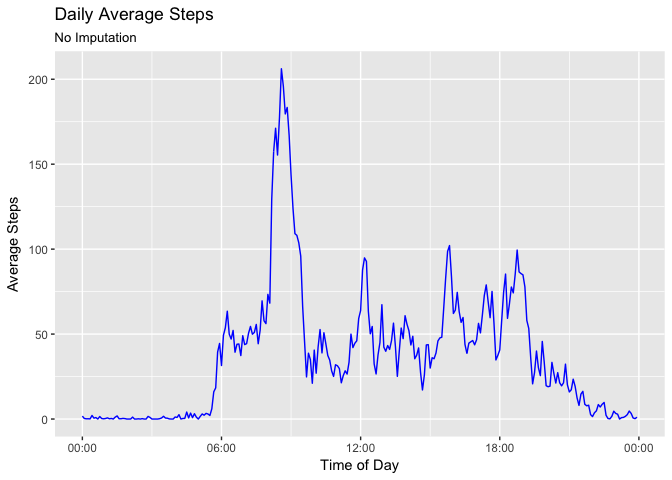 Daily Average Steps
No Imputation
Average Steps
200
150
100
50
0
00:00 06:00 12:00 18:00 00:00
Time of Day